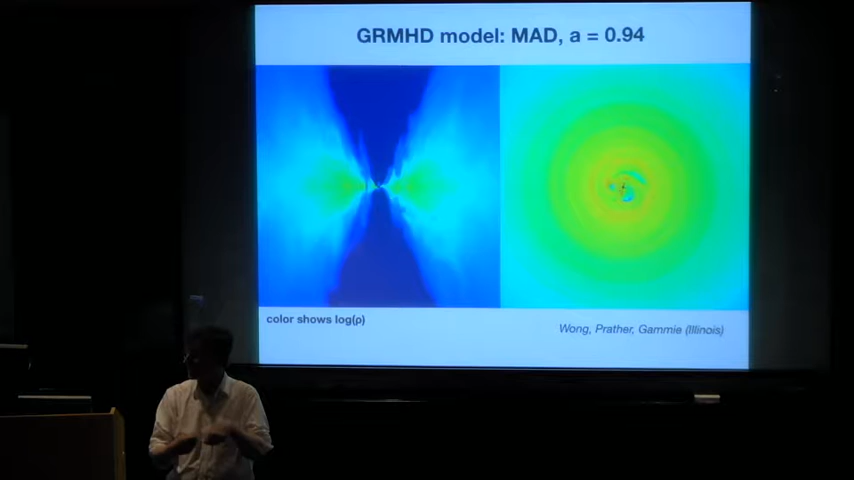 GRMHD model: MAD, a = 0.94
color shows log(ρ)
Wong, Prather, Gammie (Illinois)